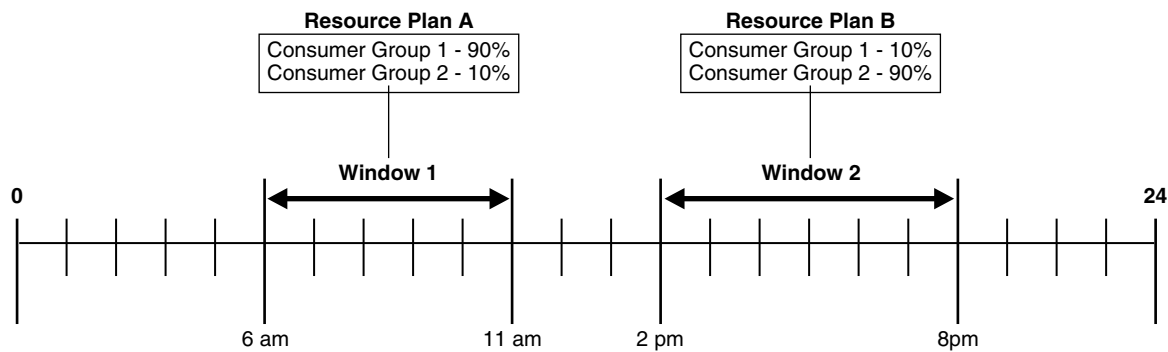 Resource Plan A
Consumer Group 1 - 90%
Consumer Group 2 - 10%
Resource Plan B
Consumer Group 1 - 10%
Consumer Group 2 - 90%
Window 1
Window 2
0
24
6 am
11 am
2 pm
8pm